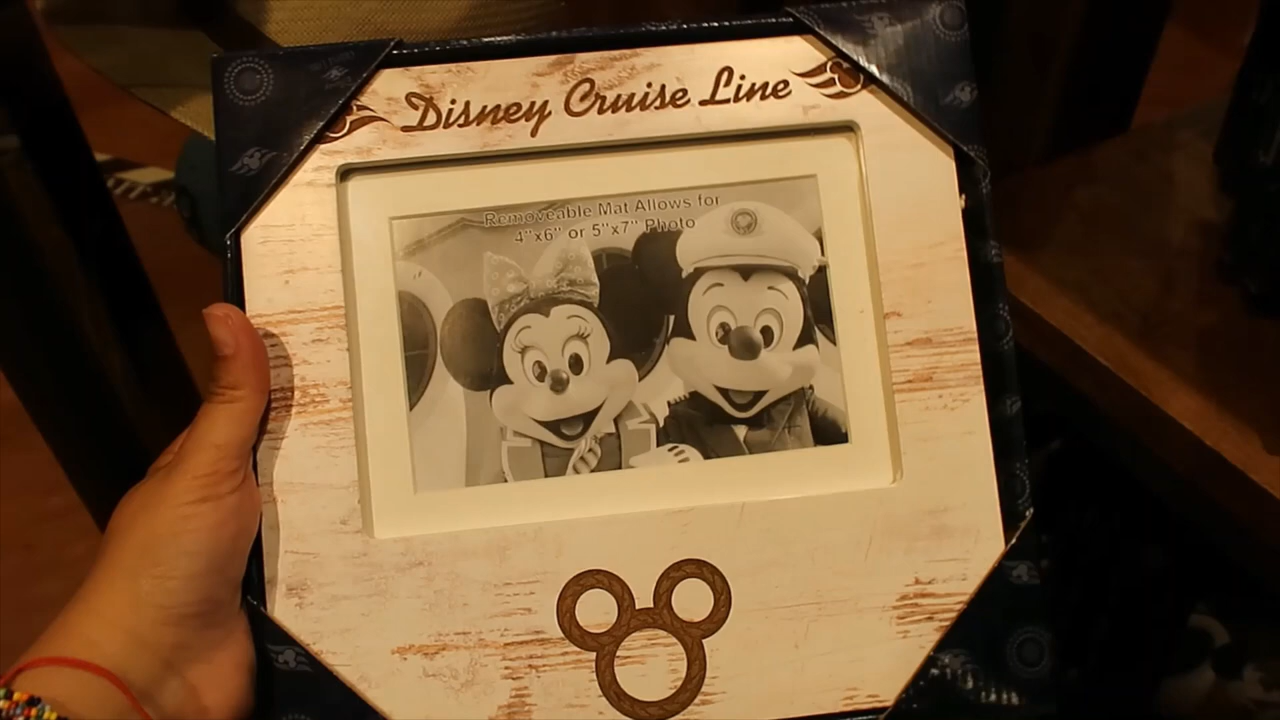 Disney Cruise Line
Removeable Mat Allows for
4"x6" or 5"x7" Photo